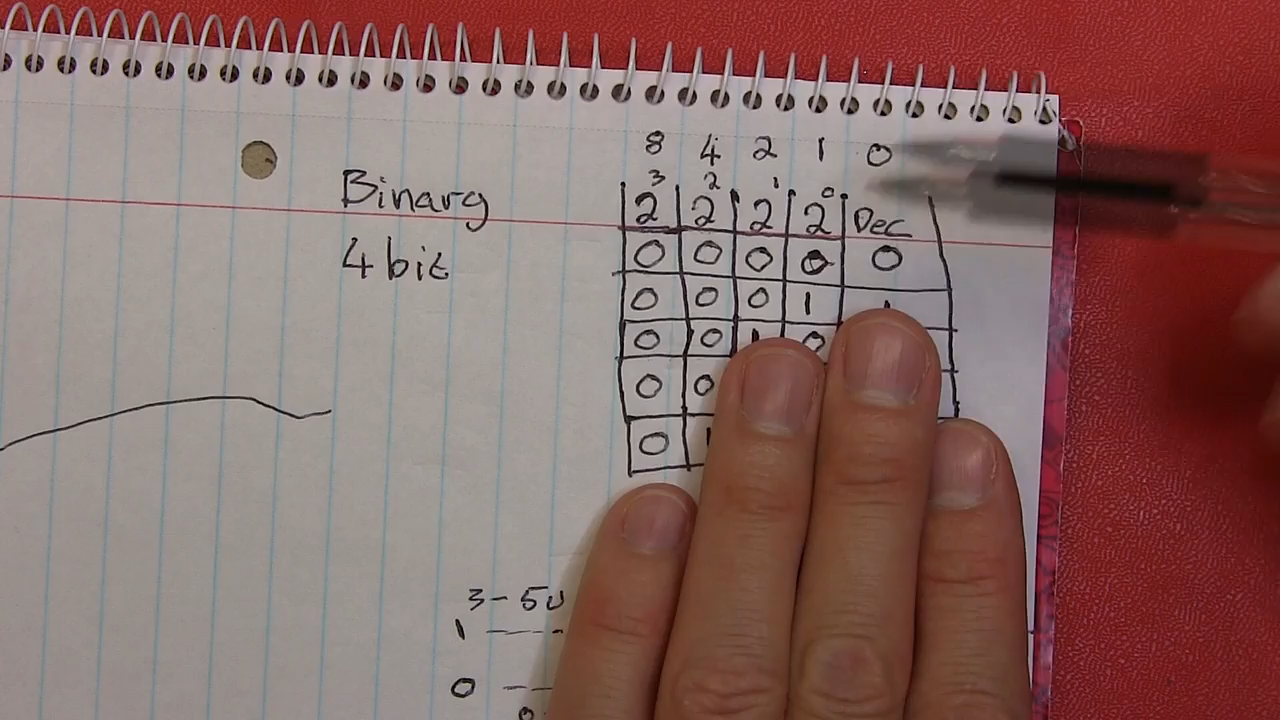 8 4 2 1 0
Binary 2³ 2² 2¹ 2⁰ Dec
4 bit 0 0 0 0 0
0 0 0 1 1
0 0 1 0
0 0
0 1
3-5v
1
0